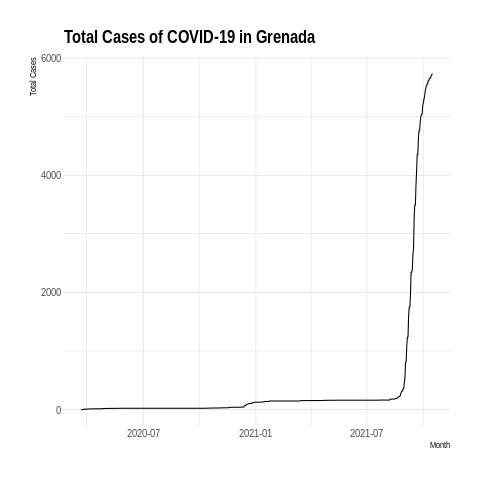 Total Cases of COVID-19 in Grenada
Total Cases
6000
4000
2000
0
2020-07
2021-01
2021-07
Month